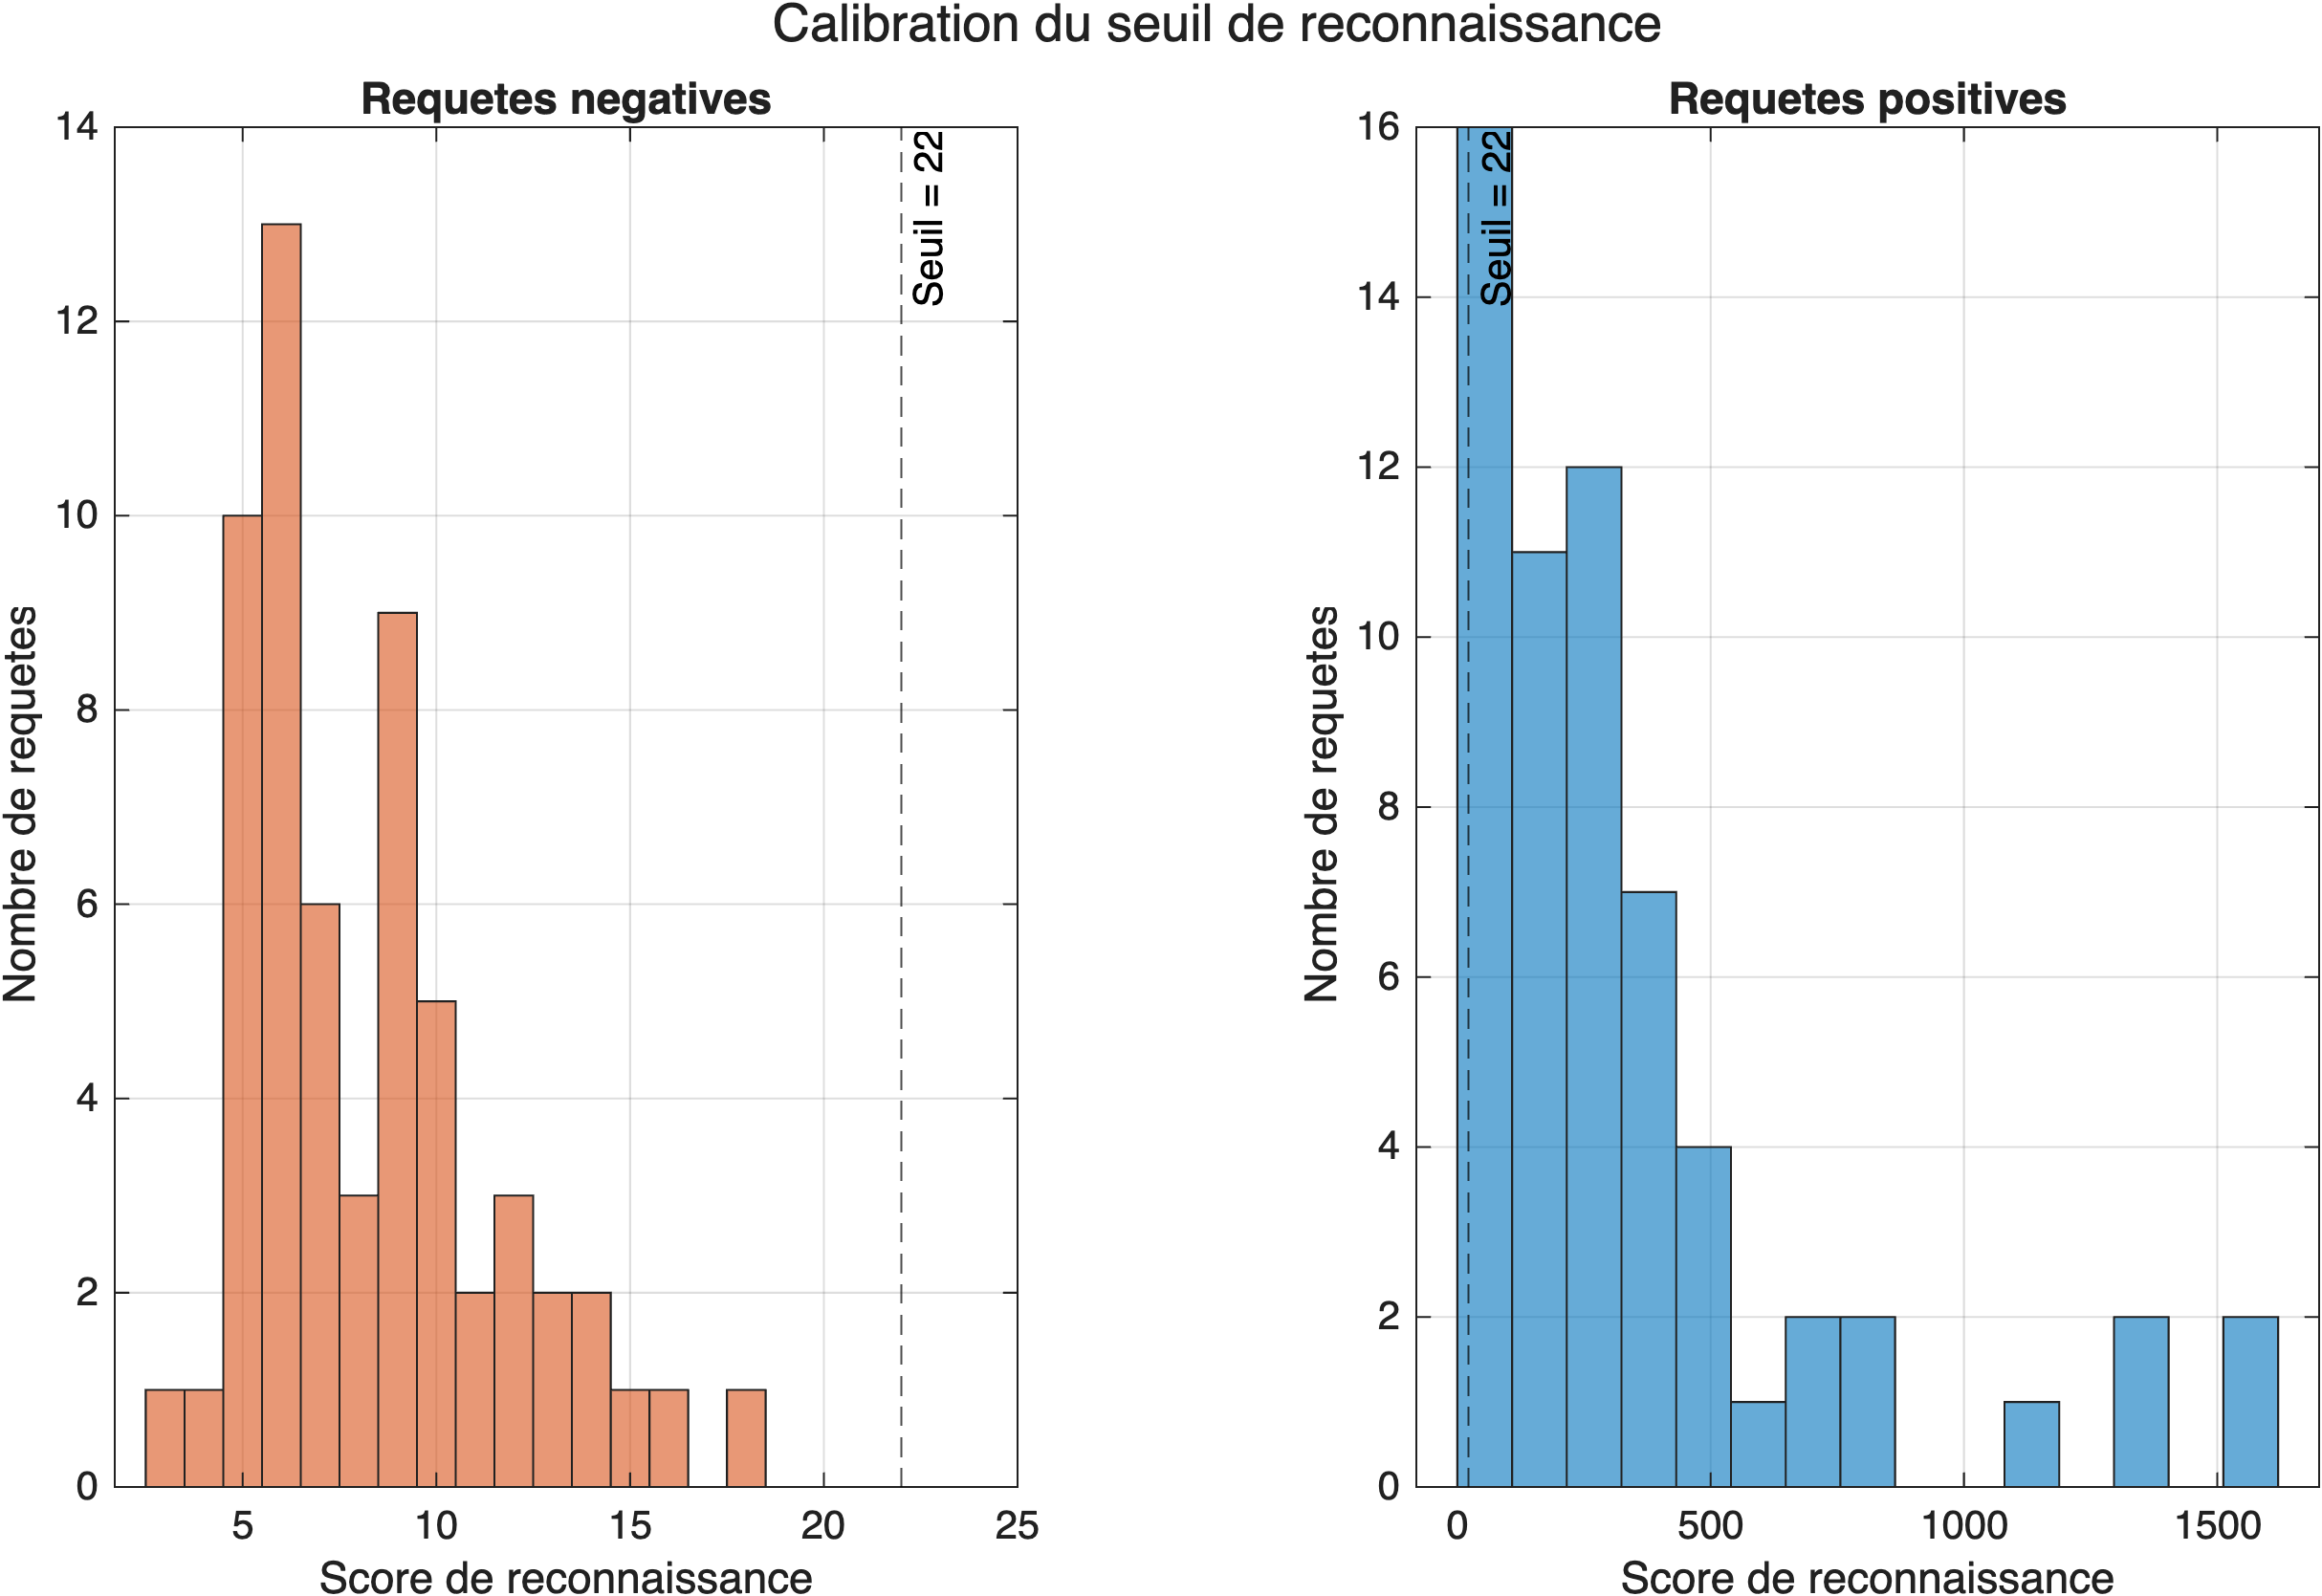 Calibration du seuil de reconnaissance
Requetes negatives
14
12
10
8
6
4
2
0
Nombre de requetes
Seuil = 22
5 10 15 20 25
Score de reconnaissance
Requetes positives
16
14
12
10
8
6
4
2
0
Nombre de requetes
Seuil = 22
0 500 1000 1500
Score de reconnaissance